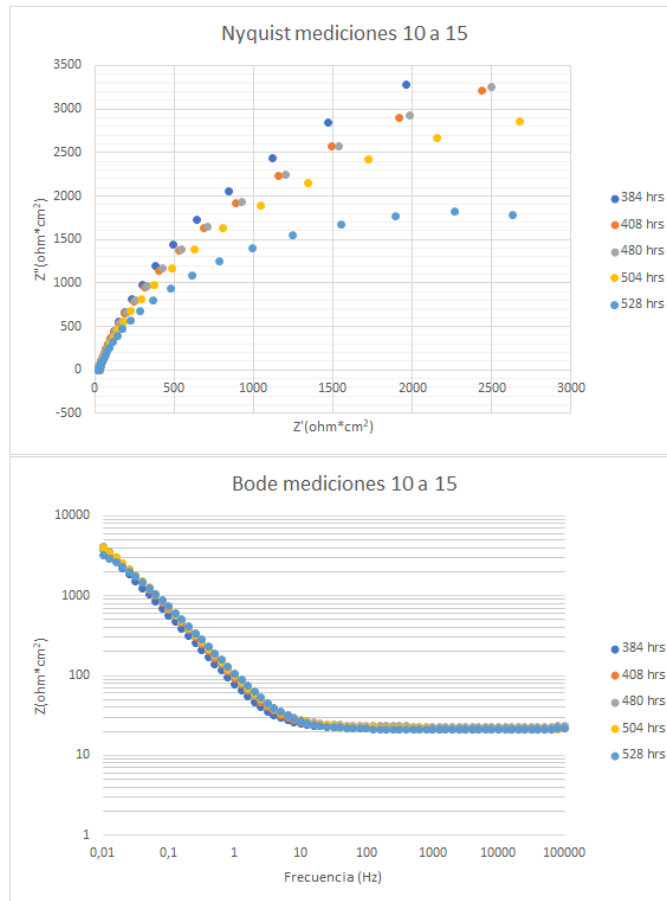 Nyquist mediciones 10 a 15
3500
3000
2500
2000
1500
1000
500
0
-500
0 500 1000 1500 2000 2500 3000
Z"(ohm*cm²)
Z'(ohm*cm²)
384 hrs
408 hrs
480 hrs
504 hrs
528 hrs
Bode mediciones 10 a 15
10000
1000
100
10
1
0,01 0,1 1 10 100 1000 10000 100000
Z(ohm*cm²)
Frecuencia (Hz)
384 hrs
408 hrs
480 hrs
504 hrs
528 hrs